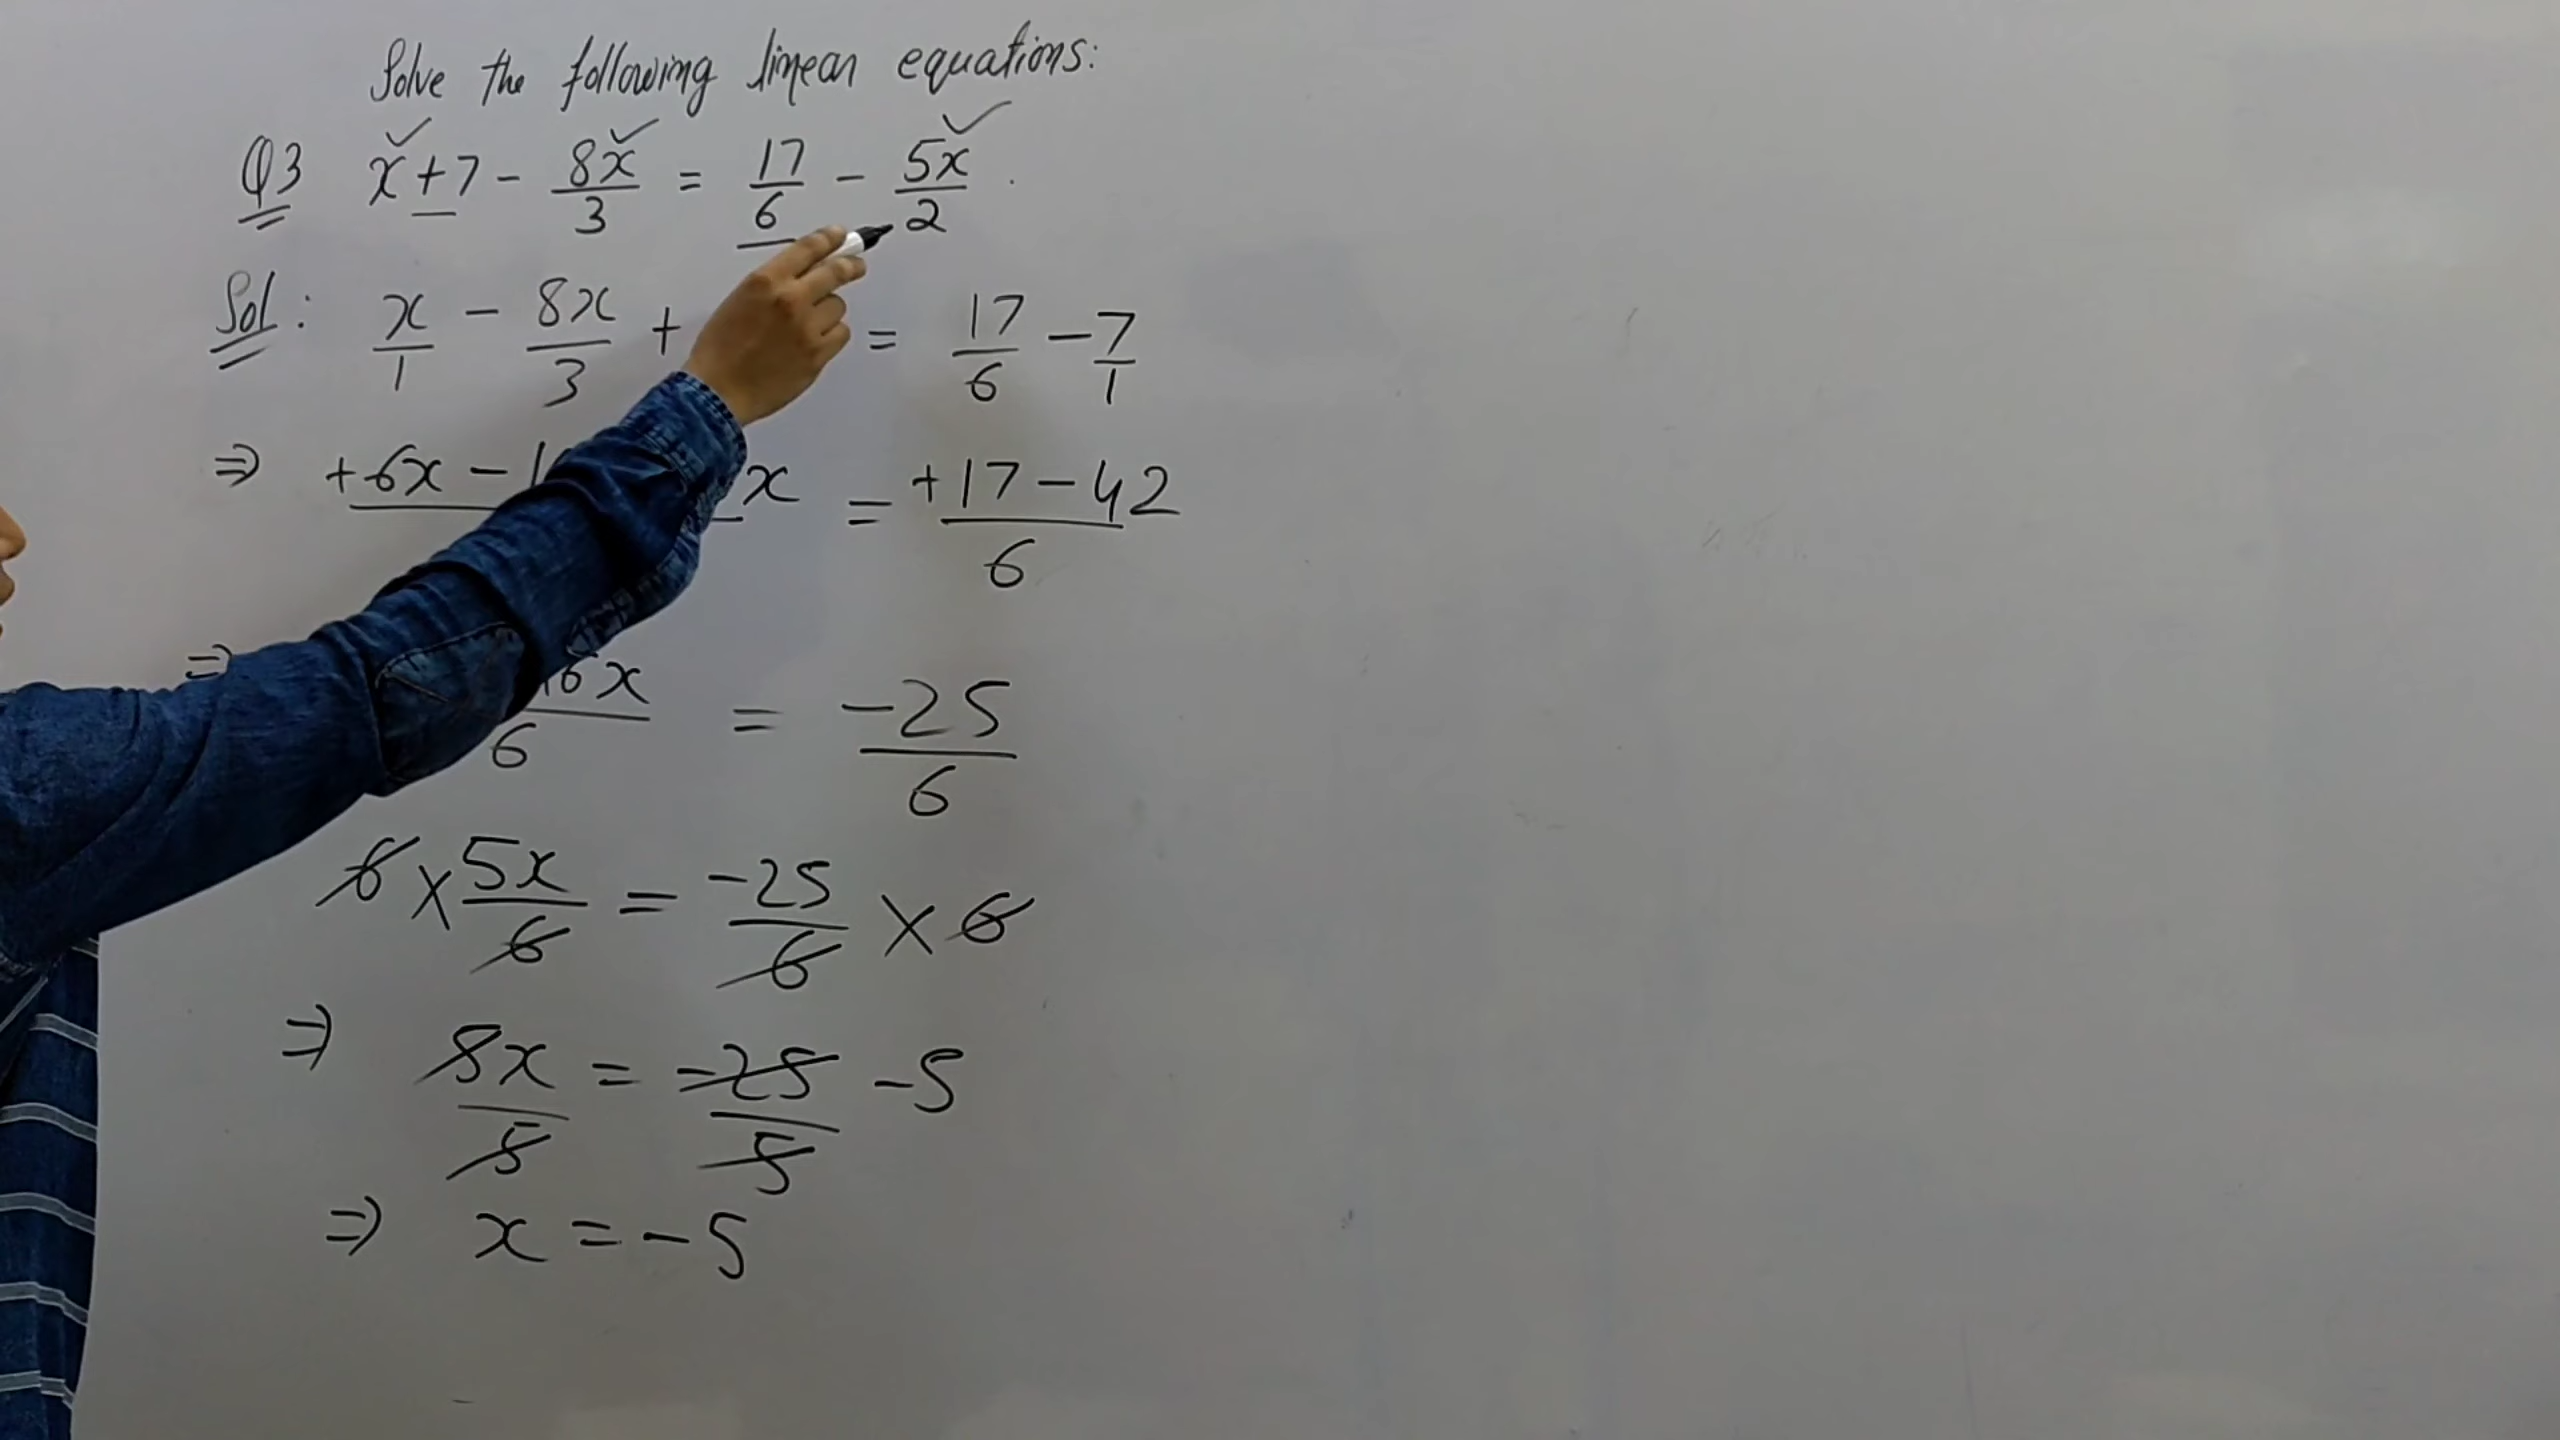 Solve the following linear equations:
Q3 x + 7 - 8x/3 = 17/6 - 5x/2 .
Sol: x/1 - 8x/3 + = 17/6 - 7/1
⇒ +6x - 1 x = +17 - 42/6
⇒ 6x/6 = -25/6
6 × 5x/6 = -25/6 × 6
⇒ 5x/5 = -25/5 -5
⇒ x = -5